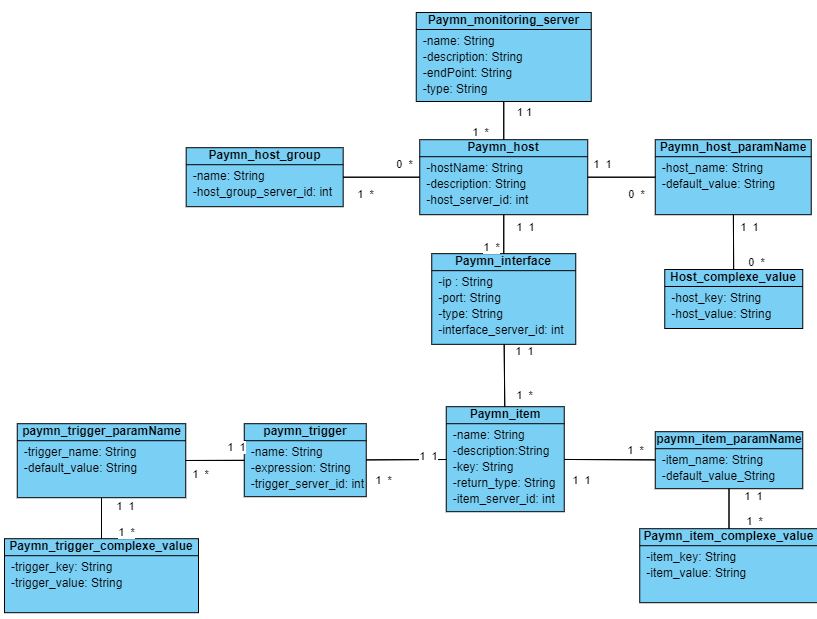 Paymn_monitoring_server
-name: String
-description: String
-endPoint: String
-type: String
1 1
1 *
Paymn_host_group
-name: String
-host_group_server_id: int
0 *
1 *
Paymn_host
-hostName: String
-description: String
-host_server_id: int
1 1
0 *
Paymn_host_paramName
-host_name: String
-default_value: String
1 1
1 *
1 1
0 *
Paymn_interface
-ip : String
-port: String
-type: String
-interface_server_id: int
Host_complexe_value
-host_key: String
-host_value: String
1 1
1 *
paymn_trigger_paramName
-trigger_name: String
-default_value: String
1 1
1 *
paymn_trigger
-name: String
-expression: String
-trigger_server_id: int
1 1
1 *
Paymn_item
-name: String
-description:String
-key: String
-return_type: String
-item_server_id: int
1 *
1 1
paymn_item_paramName
-item_name: String
-default_value_String
1 1
1 *
1 1
1 *
Paymn_trigger_complexe_value
-trigger_key: String
-trigger_value: String
Paymn_item_complexe_value
-item_key: String
-item_value: String